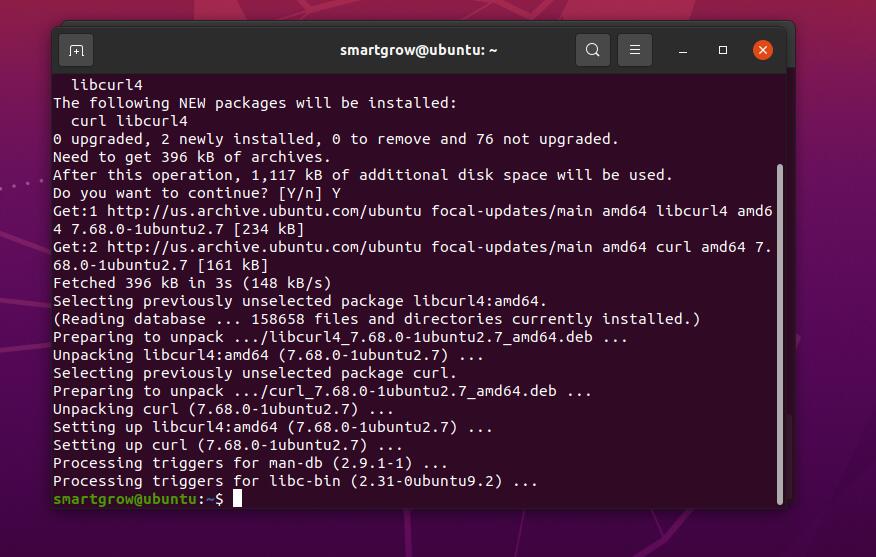 smartgrow@ubuntu: ~
libcurl4
The following NEW packages will be installed:
curl libcurl4
0 upgraded, 2 newly installed, 0 to remove and 76 not upgraded.
Need to get 396 kB of archives.
After this operation, 1,117 kB of additional disk space will be used.
Do you want to continue? [Y/n] Y
Get:1 http://us.archive.ubuntu.com/ubuntu focal-updates/main amd64 libcurl4 amd6
4 7.68.0-1ubuntu2.7 [234 kB]
Get:2 http://us.archive.ubuntu.com/ubuntu focal-updates/main amd64 curl amd64 7.
68.0-1ubuntu2.7 [161 kB]
Fetched 396 kB in 3s (148 kB/s)
Selecting previously unselected package libcurl4:amd64.
(Reading database ... 158658 files and directories currently installed.)
Preparing to unpack .../libcurl4_7.68.0-1ubuntu2.7_amd64.deb ...
Unpacking libcurl4:amd64 (7.68.0-1ubuntu2.7) ...
Selecting previously unselected package curl.
Preparing to unpack .../curl_7.68.0-1ubuntu2.7_amd64.deb ...
Unpacking curl (7.68.0-1ubuntu2.7) ...
Setting up libcurl4:amd64 (7.68.0-1ubuntu2.7) ...
Setting up curl (7.68.0-1ubuntu2.7) ...
Processing triggers for man-db (2.9.1-1) ...
Processing triggers for libc-bin (2.31-0ubuntu9.2) ...
smartgrow@ubuntu:~$